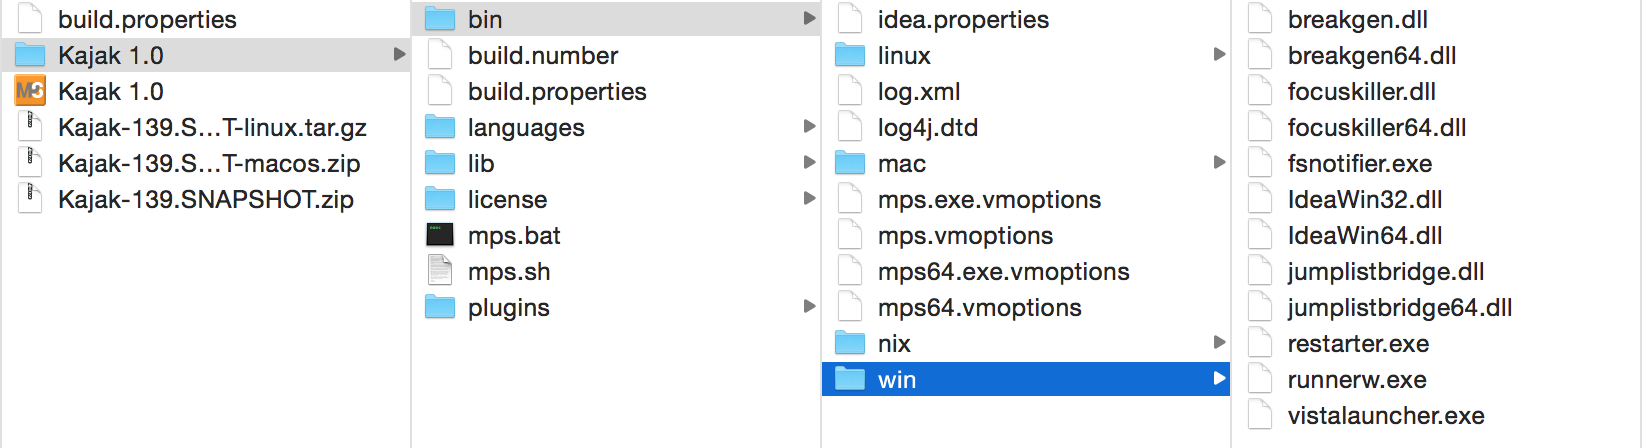 build.properties
Kajak 1.0
Kajak 1.0
Kajak-139.S...T-linux.tar.gz
Kajak-139.S...T-macos.zip
Kajak-139.SNAPSHOT.zip
bin
build.number
build.properties
languages
lib
license
mps.bat
mps.sh
plugins
idea.properties
linux
log.xml
log4j.dtd
mac
mps.exe.vmoptions
mps.vmoptions
mps64.exe.vmoptions
mps64.vmoptions
nix
win
breakgen.dll
breakgen64.dll
focuskiller.dll
focuskiller64.dll
fsnotifier.exe
IdeaWin32.dll
IdeaWin64.dll
jumplistbridge.dll
jumplistbridge64.dll
restarter.exe
runnerw.exe
vistalauncher.exe